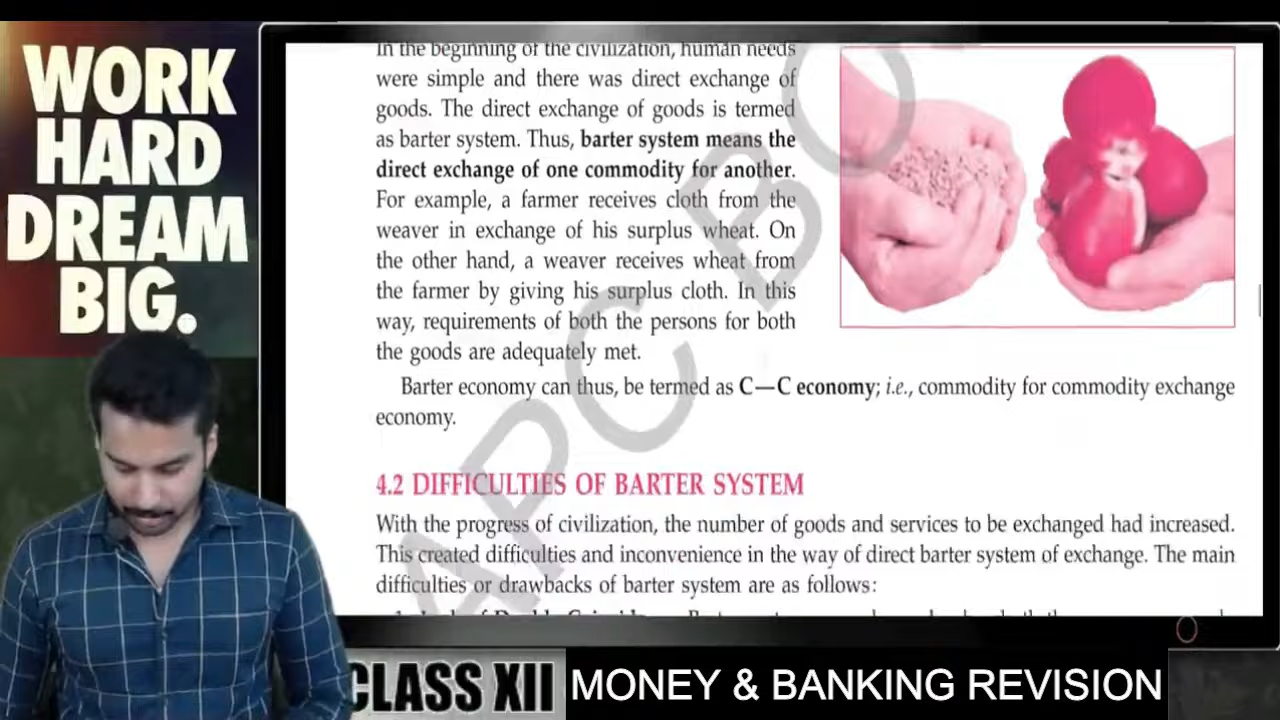 WORK
HARD
DREAM
BIG.
In the beginning of the civilization, human needs
were simple and there was direct exchange of
goods. The direct exchange of goods is termed
as barter system. Thus, barter system means the
direct exchange of one commodity for another.
For example, a farmer receives cloth from the
weaver in exchange of his surplus wheat. On
the other hand, a weaver receives wheat from
the farmer by giving his surplus cloth. In this
way, requirements of both the persons for both
the goods are adequately met.
Barter economy can thus, be termed as C—C economy; i.e., commodity for commodity exchange
economy.
4.2 DIFFICULTIES OF BARTER SYSTEM
With the progress of civilization, the number of goods and services to be exchanged had increased.
This created difficulties and inconvenience in the way of direct barter system of exchange. The main
difficulties or drawbacks of barter system are as follows:
APC BO
CLASS XII
MONEY & BANKING REVISION